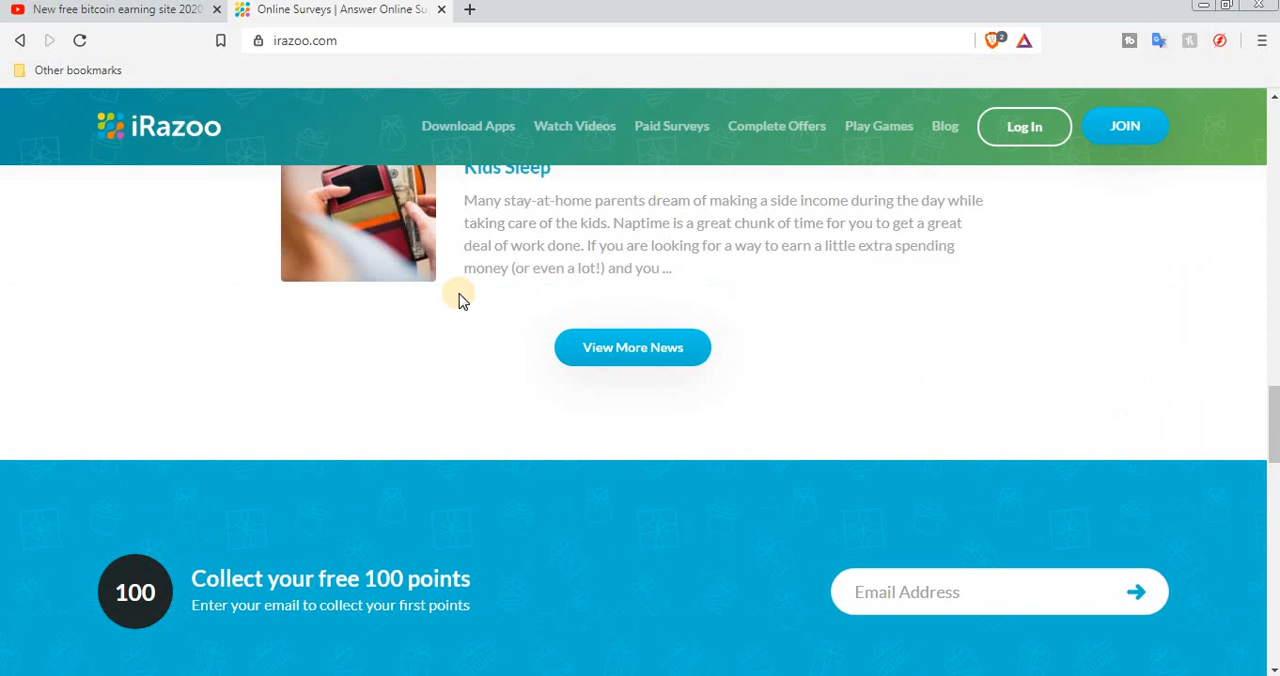 New free bitcoin earning site 2020
Online Surveys | Answer Online Su
irazoo.com
2
Other bookmarks
iRazoo
Download Apps
Watch Videos
Paid Surveys
Complete Offers
Play Games
Blog
Log In
JOIN
Kids Sleep
Many stay-at-home parents dream of making a side income during the day while
taking care of the kids. Naptime is a great chunk of time for you to get a great
deal of work done. If you are looking for a way to earn a little extra spending
money (or even a lot!) and you ...
View More News
100
Collect your free 100 points
Enter your email to collect your first points
Email Address